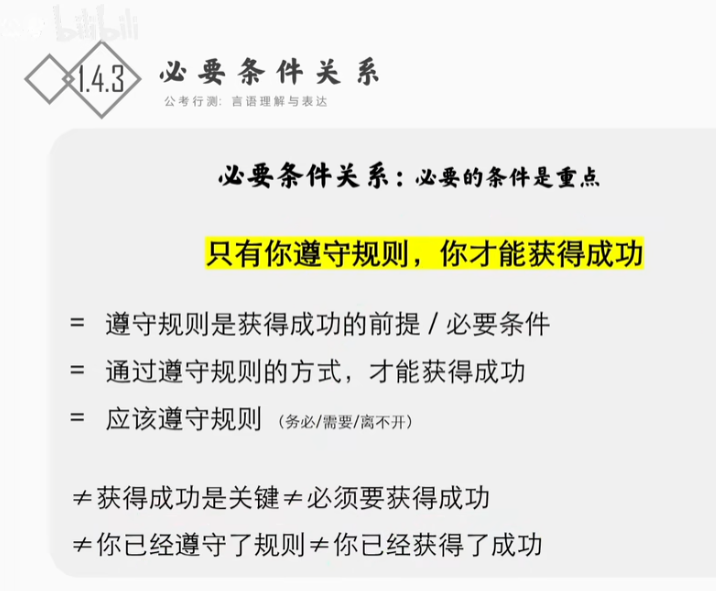 bilibili
1.4.3
必要条件关系
公考行测: 言语理解与表达
必要条件关系：必要的条件是重点
只有你遵守规则，你才能获得成功
= 遵守规则是获得成功的前提 / 必要条件
= 通过遵守规则的方式，才能获得成功
= 应该遵守规则（务必/需要/离不开）
≠获得成功是关键≠必须要获得成功
≠你已经遵守了规则≠你已经获得了成功